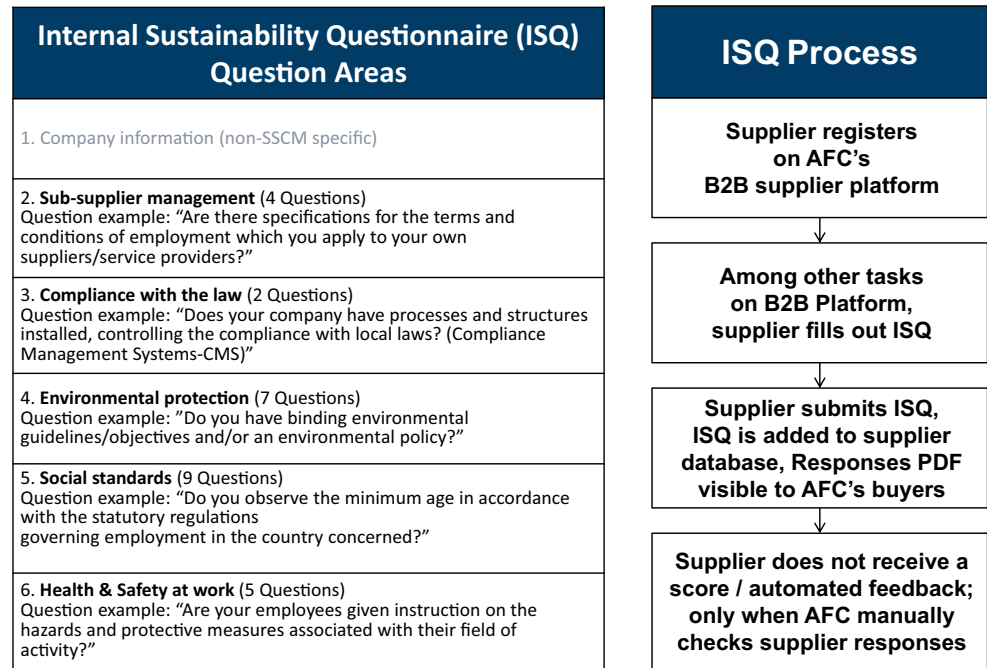 Internal Sustainability Questionnaire (ISQ)
Question Areas
1. Company information (non-SSCM specific)
2. Sub-supplier management (4 Questions)
Question example: “Are there specifications for the terms and
conditions of employment which you apply to your own
suppliers/service providers?”
3. Compliance with the law (2 Questions)
Question example: “Does your company have processes and structures
installed, controlling the compliance with local laws? (Compliance
Management Systems-CMS)”
4. Environmental protection (7 Questions)
Question example: ”Do you have binding environmental
guidelines/objectives and/or an environmental policy?”
5. Social standards (9 Questions)
Question example: “Do you observe the minimum age in accordance
with the statutory regulations
governing employment in the country concerned?”
6. Health & Safety at work (5 Questions)
Question example: “Are your employees given instruction on the
hazards and protective measures associated with their field of
activity?”
ISQ Process
Supplier registers
on AFC’s
B2B supplier platform
Among other tasks
on B2B Platform,
supplier fills out ISQ
Supplier submits ISQ,
ISQ is added to supplier
database, Responses PDF
visible to AFC’s buyers
Supplier does not receive a
score / automated feedback;
only when AFC manually
checks supplier responses